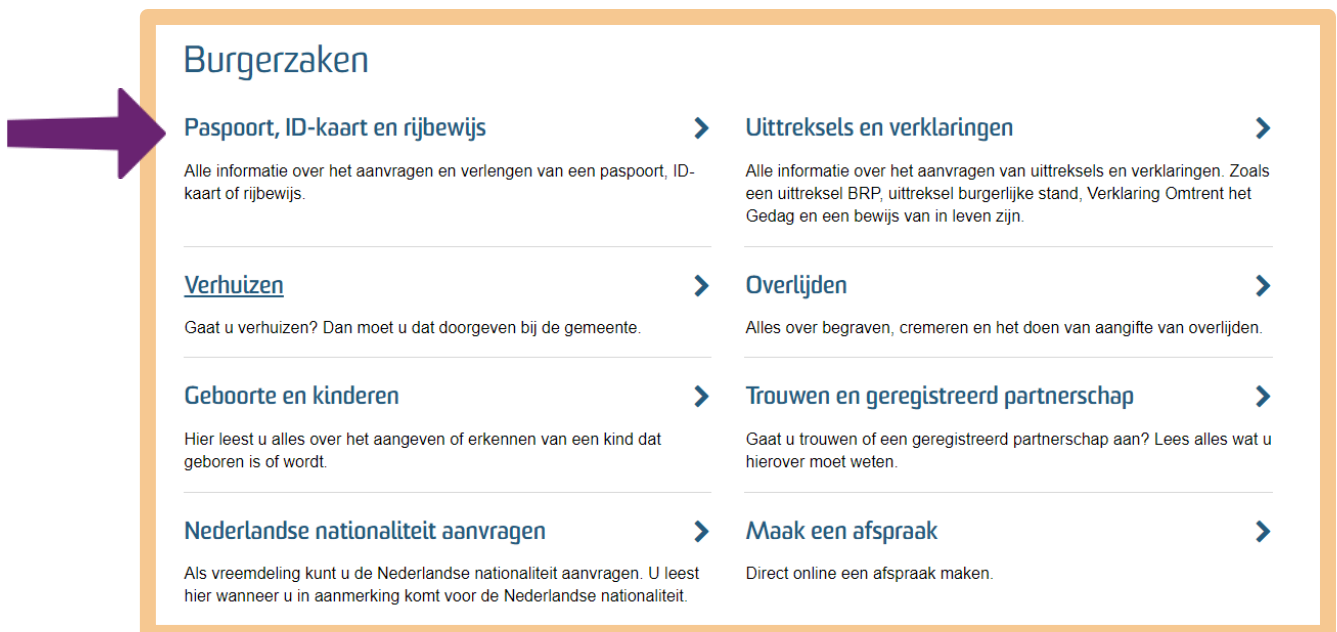 Burgerzaken
Paspoort, ID-kaart en rijbewijs
Alle informatie over het aanvragen en verlengen van een paspoort, ID-
kaart of rijbewijs.
Uittreksels en verklaringen
Alle informatie over het aanvragen van uittreksels en verklaringen. Zoals
een uittreksel BRP, uittreksel burgerlijke stand, Verklaring Omtrent het
Gedag en een bewijs van in leven zijn.
Verhuizen
Gaat u verhuizen? Dan moet u dat doorgeven bij de gemeente.
Overlijden
Alles over begraven, cremeren en het doen van aangifte van overlijden.
Geboorte en kinderen
Hier leest u alles over het aangeven of erkennen van een kind dat
geboren is of wordt.
Trouwen en geregistreerd partnerschap
Gaat u trouwen of een geregistreerd partnerschap aan? Lees alles wat u
hierover moet weten.
Nederlandse nationaliteit aanvragen
Als vreemdeling kunt u de Nederlandse nationaliteit aanvragen. U leest
hier wanneer u in aanmerking komt voor de Nederlandse nationaliteit.
Maak een afspraak
Direct online een afspraak maken.